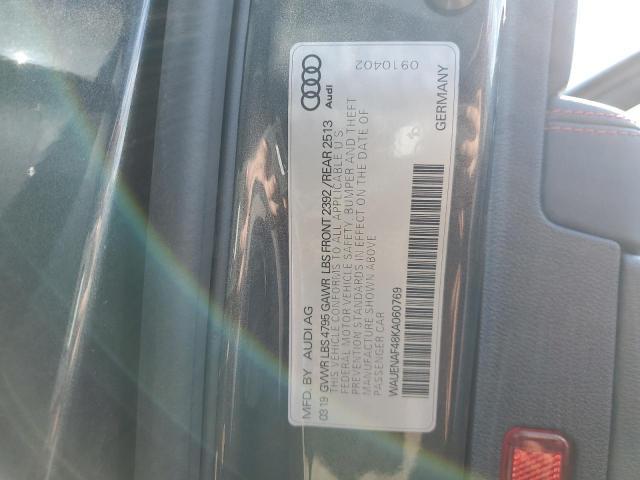 MFD. BY AUDI AG
Audi
03 19 GVWR LBS 4795 GAWR LBS FRONT 2392 / REAR 2513
THIS VEHICLE CONFORMS TO ALL APPLICABLE U.S.
FEDERAL MOTOR VEHICLE SAFETY, BUMPER AND THEFT
PREVENTION STANDARDS IN EFFECT ON THE DATE OF
MANUFACTURE SHOWN ABOVE
PASSENGER CAR
0910402
WAUENAF48KA060769
GERMANY